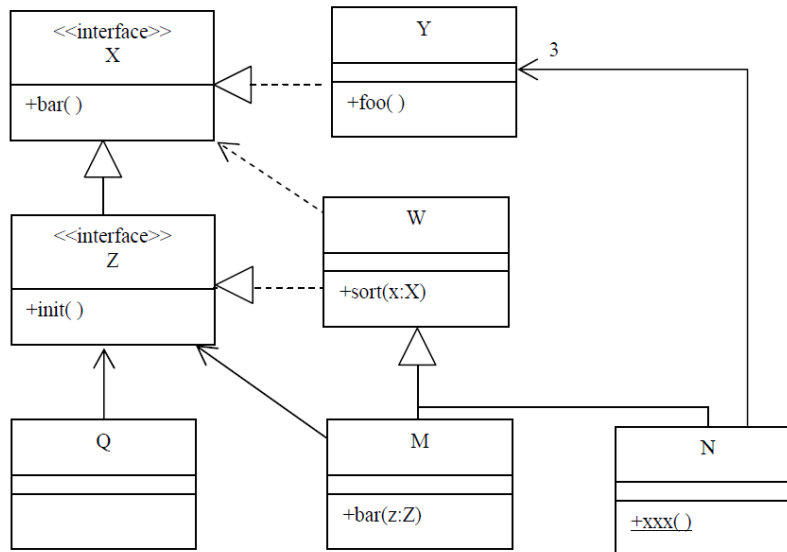 <<interface>>
X
+bar( )
Y
+foo( )
3
<<interface>>
Z
+init( )
W
+sort(x:X)
Q
M
+bar(z:Z)
N
+xxx( )